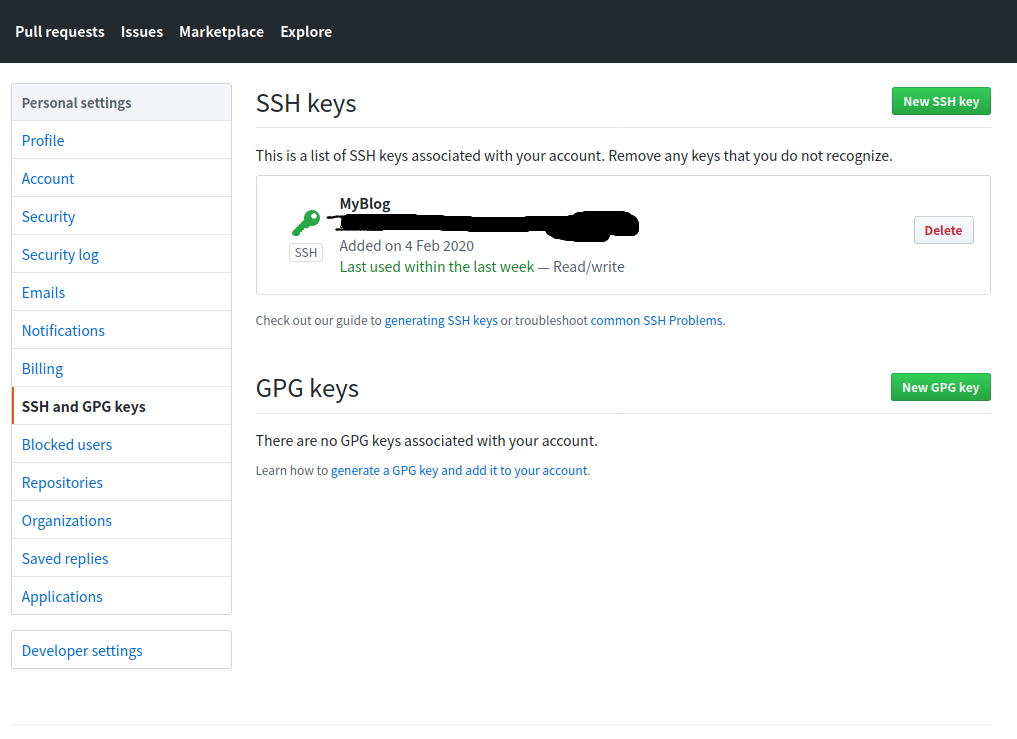 Pull requests Issues Marketplace Explore
Personal settings
Profile
Account
Security
Security log
Emails
Notifications
Billing
SSH and GPG keys
Blocked users
Repositories
Organizations
Saved replies
Applications
Developer settings
SSH keys
New SSH key
This is a list of SSH keys associated with your account. Remove any keys that you do not recognize.
SSH
MyBlog
Added on 4 Feb 2020
Last used within the last week — Read/write
Delete
Check out our guide to generating SSH keys or troubleshoot common SSH Problems.
GPG keys
New GPG key
There are no GPG keys associated with your account.
Learn how to generate a GPG key and add it to your account.